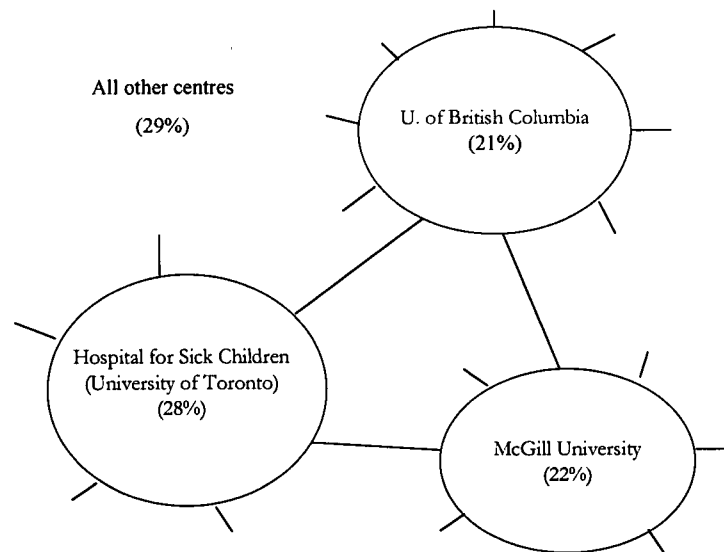 All other centres
(29%)
U. of British Columbia
(21%)
Hospital for Sick Children
(University of Toronto)
(28%)
McGill University
(22%)